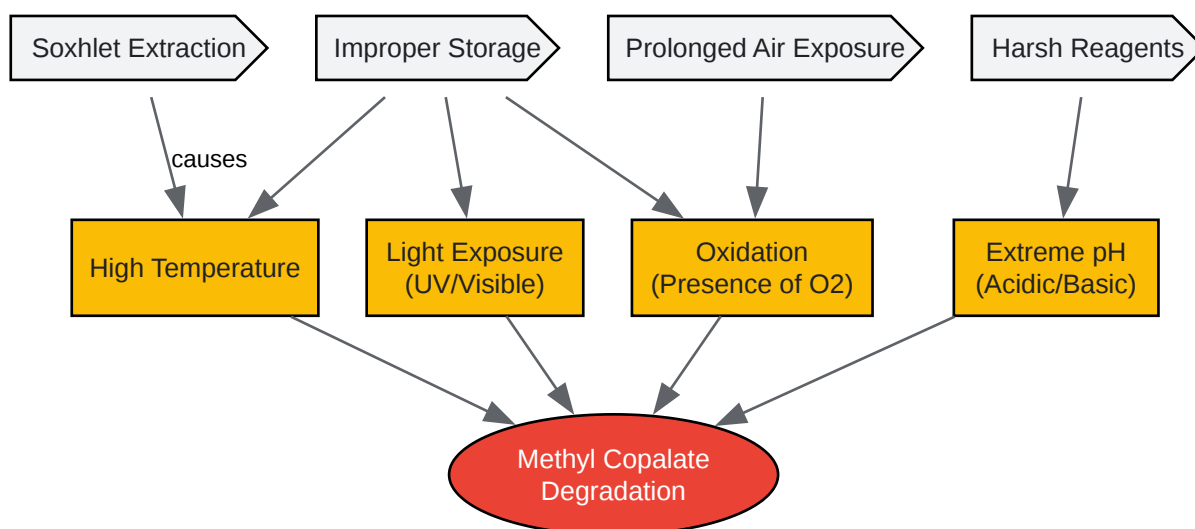 Soxhlet Extraction
Improper Storage
Prolonged Air Exposure
Harsh Reagents
causes
High Temperature
Light Exposure
(UV/Visible)
Oxidation
(Presence of O2)
Extreme pH
(Acidic/Basic)
Methyl Copalate
Degradation